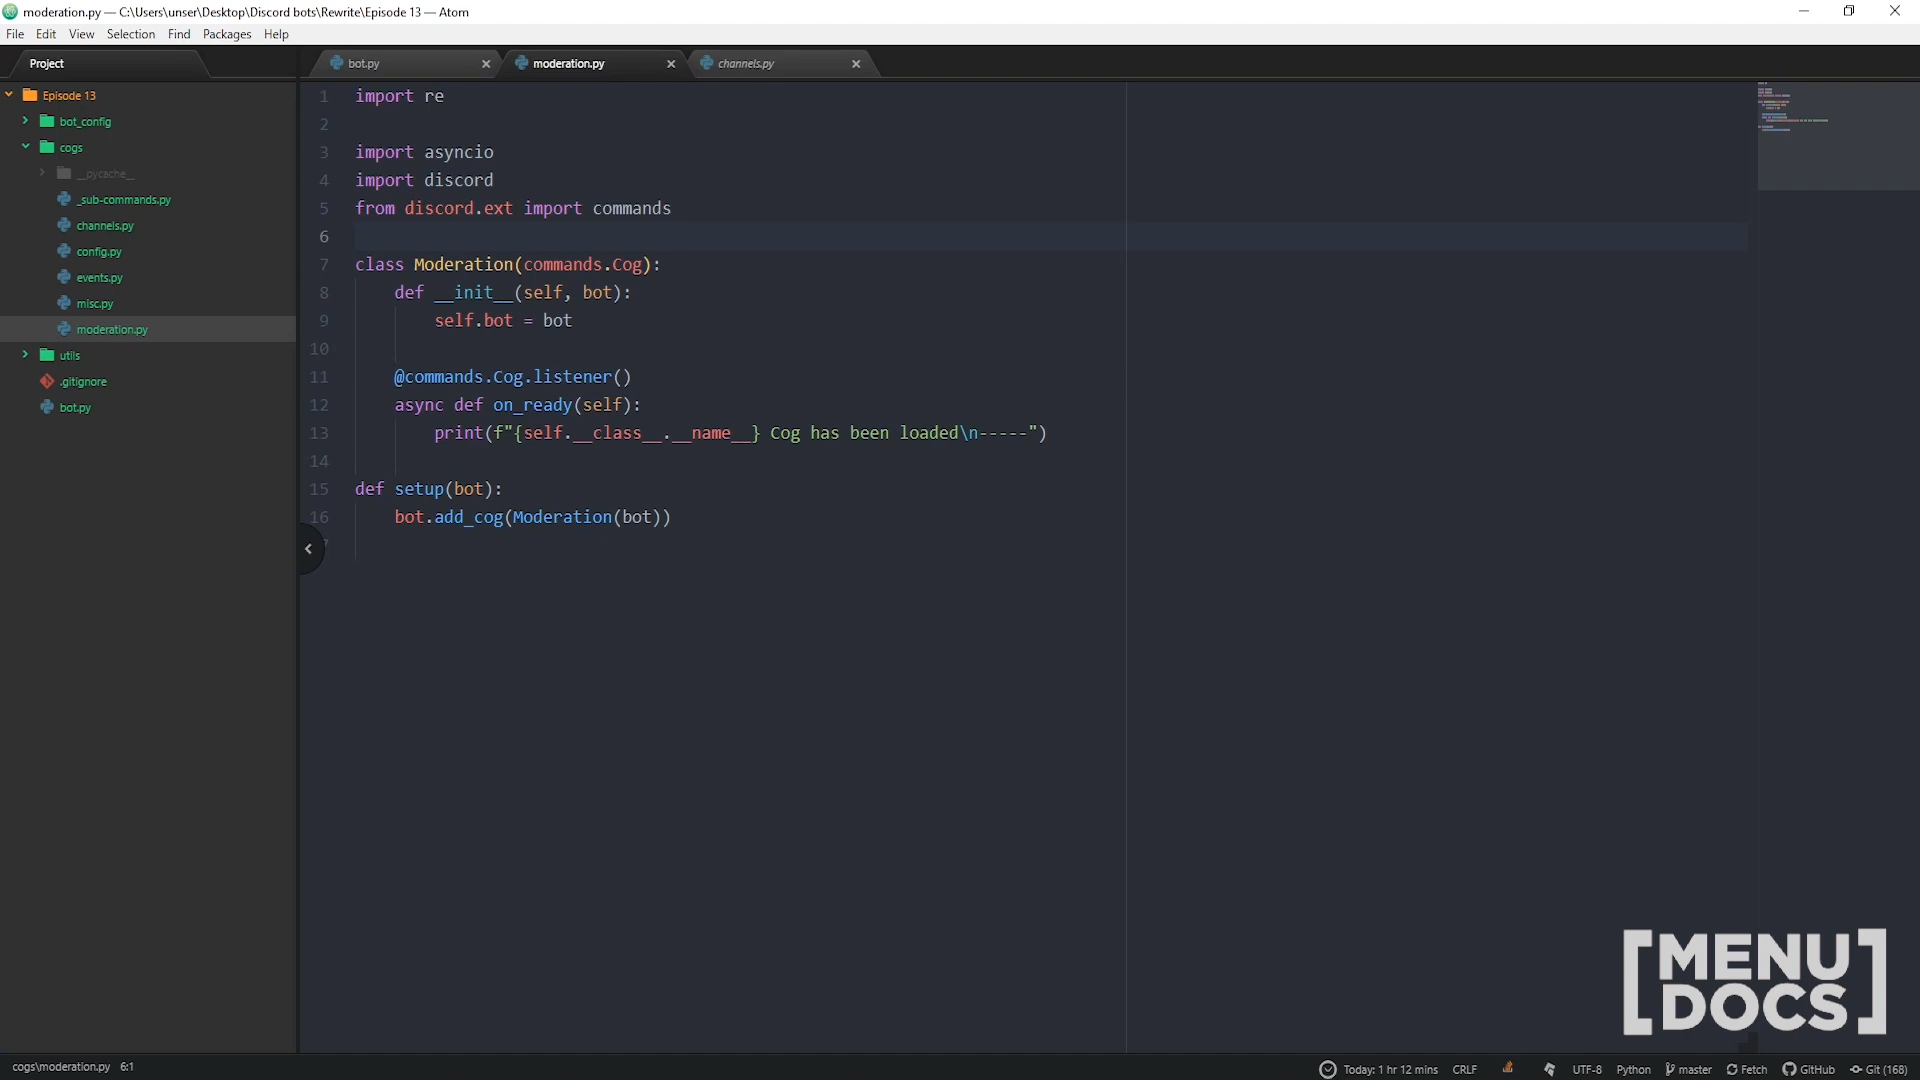 moderation.py — C:\Users\unser\Desktop\Discord bots\Rewrite\Episode 13 — Atom
File Edit View Selection Find Packages Help
Project
bot.py
moderation.py
channels.py
Episode 13
bot_config
cogs
__pycache__
_sub-commands.py
channels.py
config.py
events.py
misc.py
moderation.py
utils
.gitignore
bot.py
1 import re
2
3 import asyncio
4 import discord
5 from discord.ext import commands
6
7 class Moderation(commands.Cog):
8 def __init__(self, bot):
9 self.bot = bot
10
11 @commands.Cog.listener()
12 async def on_ready(self):
13 print(f"{self.__class__.__name__} Cog has been loaded\n-----")
14
15 def setup(bot):
16 bot.add_cog(Moderation(bot))
[MENU
DOCS]
cogs\moderation.py 6:1
Today: 1 hr 12 mins CRLF UTF-8 Python master Fetch GitHub Git (168)